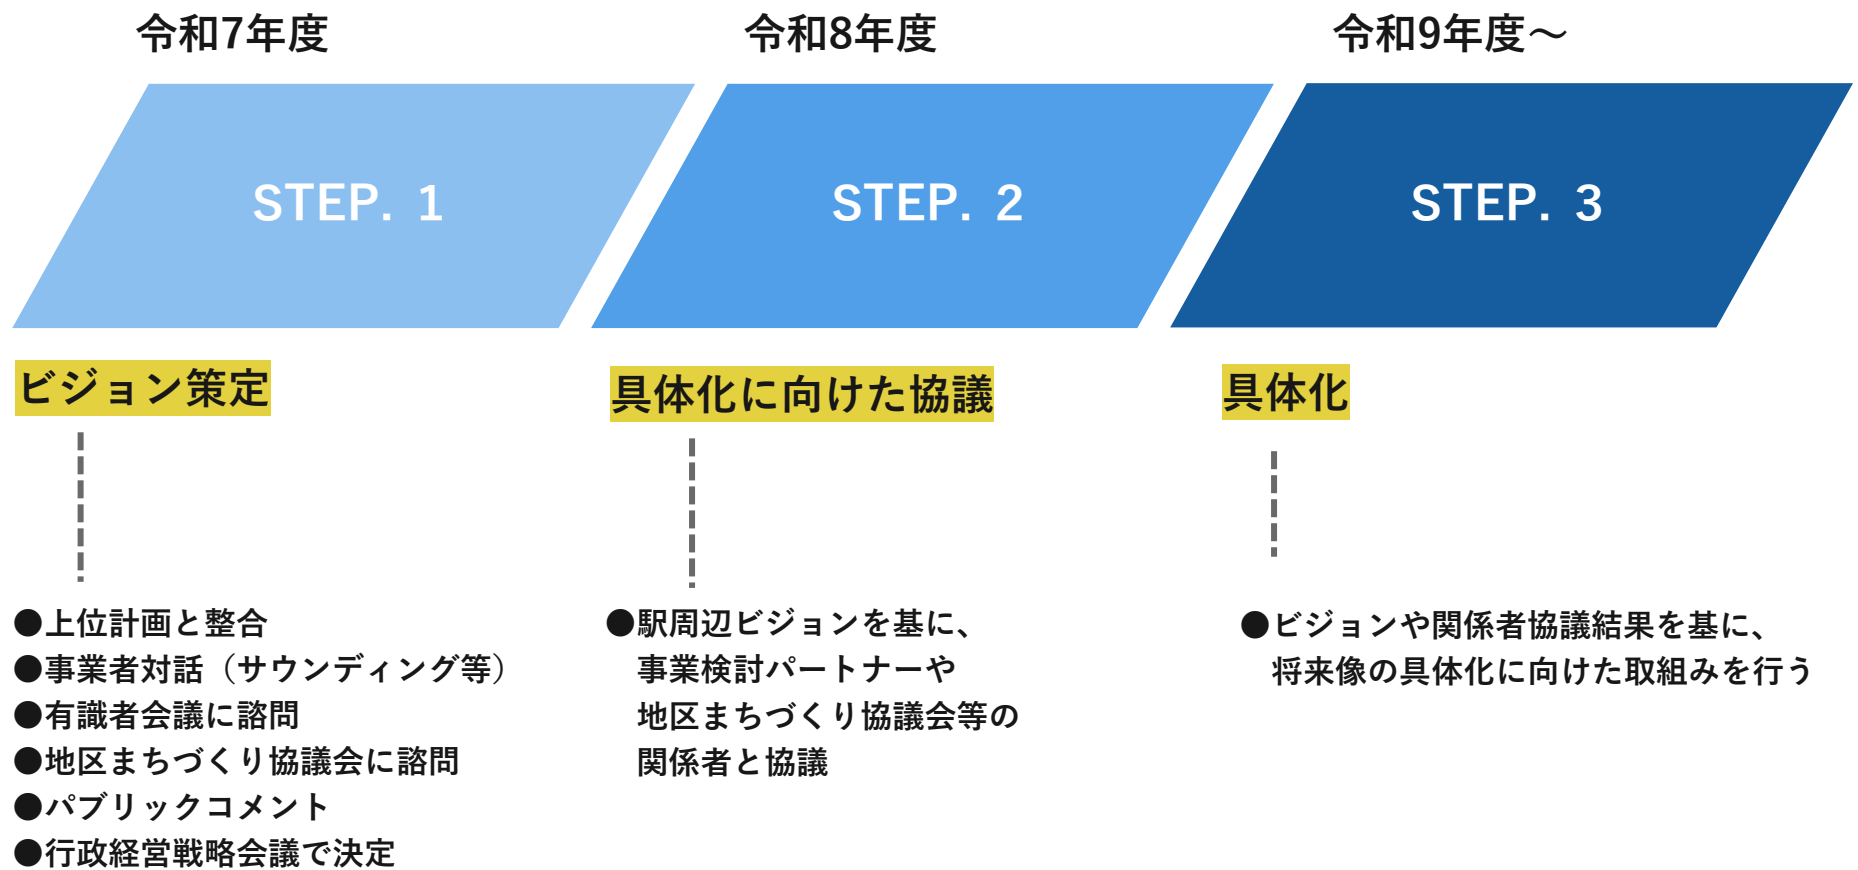 令和7年度
令和8年度
令和9年度～
STEP. 1
STEP. 2
STEP. 3
ビジョン策定
●上位計画と整合
●事業者対話（サウンディング等）
●有識者会議に諮問
●地区まちづくり協議会に諮問
●パブリックコメント
●行政経営戦略会議で決定
具体化に向けた協議
●駅周辺ビジョンを基に、
事業検討パートナーや
地区まちづくり協議会等の
関係者と協議
具体化
●ビジョンや関係者協議結果を基に、
将来像の具体化に向けた取組みを行う